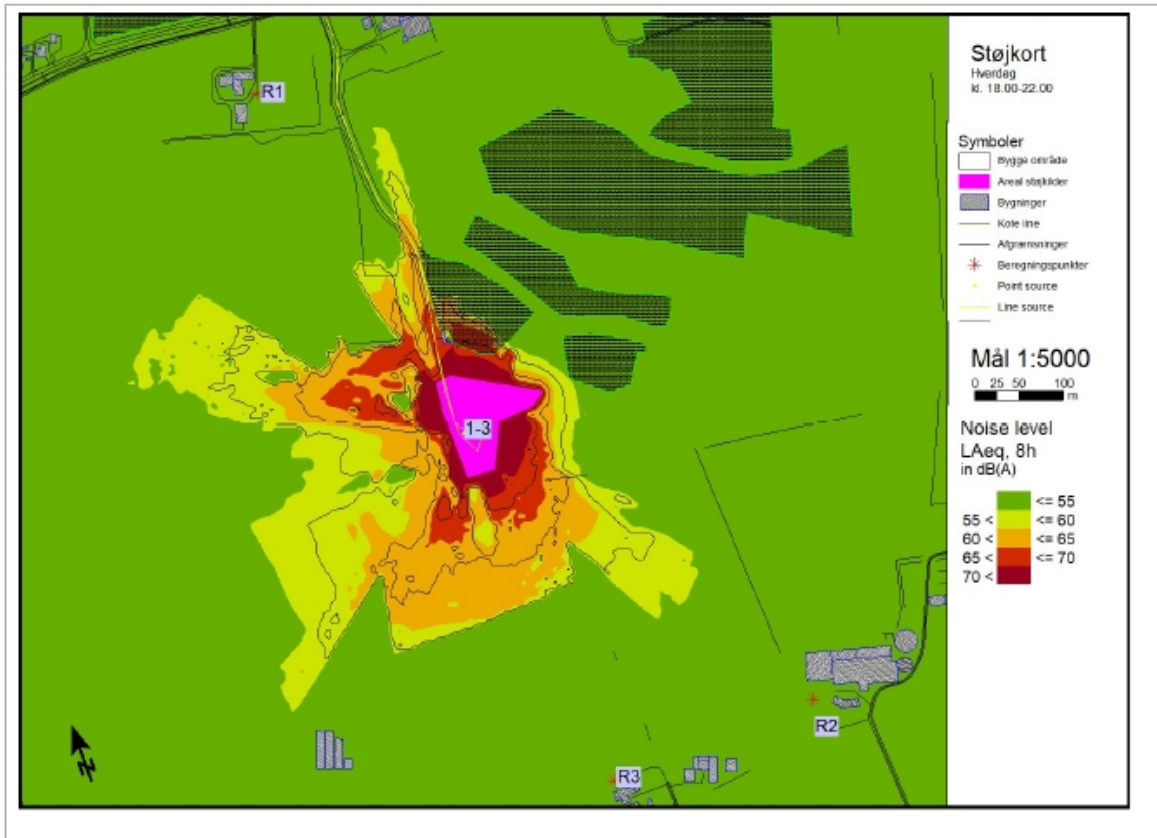 Støjkort
Hverdag
kl. 18.00-22.00
Symboler
Bygge område
Areal støjkilder
Bygninger
Kote line
Afgrænsninger
Beregningspunkter
Point source
Line source
Mål 1:5000
0 25 50 100
m
Noise level
LAeq, 8h
in dB(A)
<= 55
55 < <= 60
60 < <= 65
65 < <= 70
70 <
R1
1-3
R2
R3
N